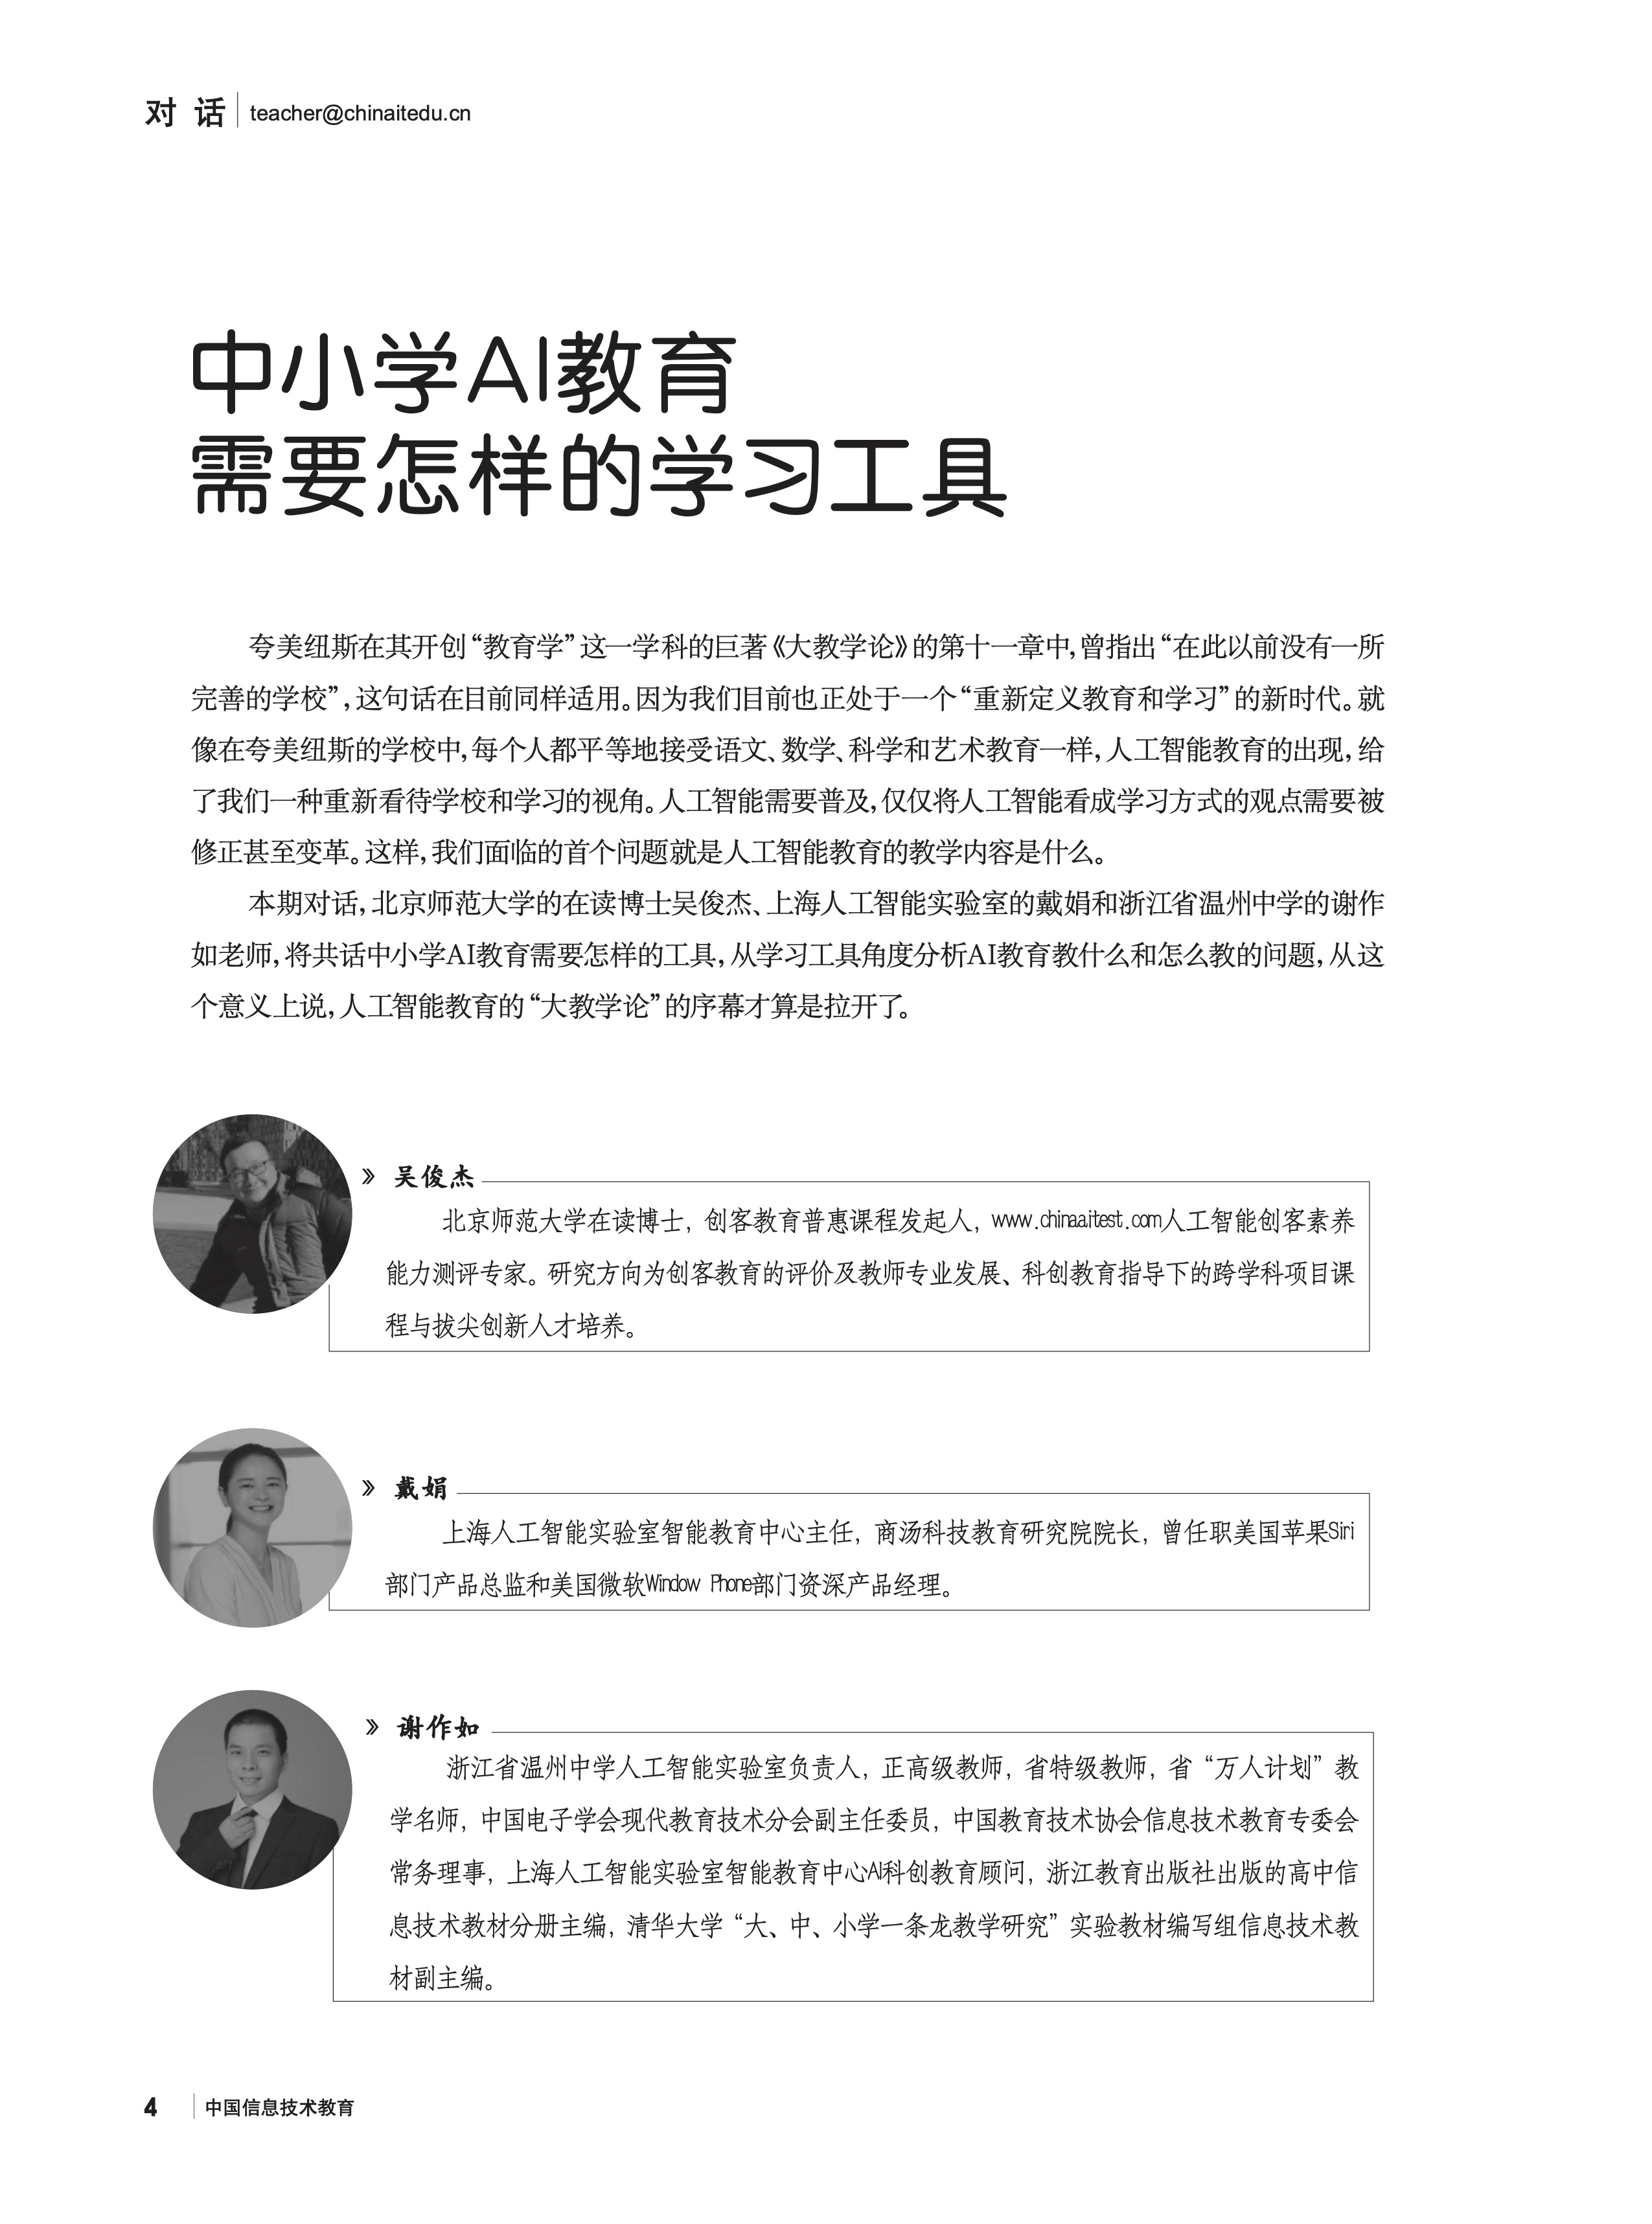 对 话 teacher@chinaitedu.cn
中小学AI教育
需要怎样的学习工具
夸美纽斯在其开创“教育学”这一学科的巨著《大教学论》的第十一章中,曾指出“在此以前没有一所
完善的学校”,这句话在目前同样适用。因为我们目前也正处于一个“重新定义教育和学习”的新时代。就
像在夸美纽斯的学校中,每个人都平等地接受语文、数学、科学和艺术教育一样,人工智能教育的出现,给
了我们一种重新看待学校和学习的视角。人工智能需要普及,仅仅将人工智能看成学习方式的观点需要被
修正甚至变革。这样,我们面临的首个问题就是人工智能教育的教学内容是什么。
本期对话,北京师范大学的在读博士吴俊杰、上海人工智能实验室的戴娟和浙江省温州中学的谢作
如老师,将共话中小学AI教育需要怎样的工具,从学习工具角度分析AI教育教什么和怎么教的问题,从这
个意义上说,人工智能教育的“大教学论”的序幕才算是拉开了。
》 吴俊杰
北京师范大学在读博士，创客教育普惠课程发起人，www.chinaaitest.com人工智能创客素养
能力测评专家。研究方向为创客教育的评价及教师专业发展、科创教育指导下的跨学科项目课
程与拔尖创新人才培养。
》 戴娟
上海人工智能实验室智能教育中心主任，商汤科技教育研究院院长，曾任职美国苹果Siri
部门产品总监和美国微软Window Phone部门资深产品经理。
》 谢作如
浙江省温州中学人工智能实验室负责人，正高级教师，省特级教师，省“万人计划”教
学名师，中国电子学会现代教育技术分会副主任委员，中国教育技术协会信息技术教育专委会
常务理事，上海人工智能实验室智能教育中心AI科创教育顾问，浙江教育出版社出版的高中信
息技术教材分册主编，清华大学“大、中、小学一条龙教学研究”实验教材编写组信息技术教
材副主编。
4 中国信息技术教育